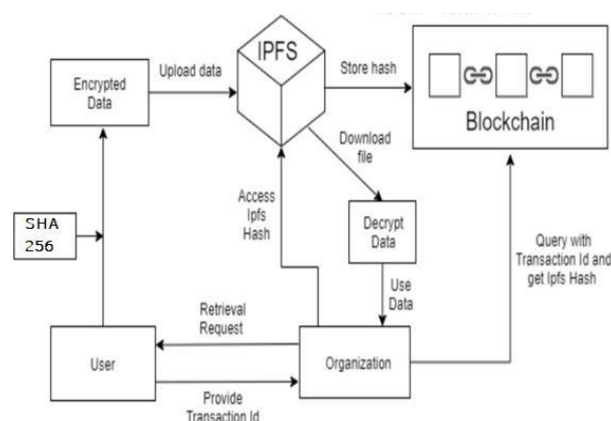 IPFS
Upload data
Store hash
Encrypted
Data
Blockchain
Download
file
Access
Ipfs
Hash
SHA
256
Decrypt
Data
Query with
Transaction Id and
get Ipfs Hash
Use
Data
Retrieval
Request
User
Organization
Provide
Transaction Id